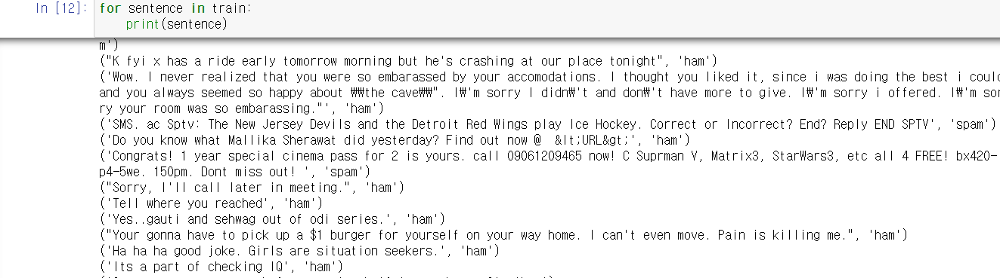 In [12]: for sentence in train:
print(sentence)
m')
("K fyi x has a ride early tomorrow morning but he's crashing at our place tonight", 'ham')
('Wow. I never realized that you were so embarassed by your accomodations. I thought you liked it, since i was doing the best i could
and you always seemed so happy about ₩₩the cave₩₩". I₩'m sorry I didn₩'t and don₩'t have more to give. I₩'m sorry i offered. I₩'m sor
ry your room was so embarassing."', 'ham')
('SMS. ac Sptv: The New Jersey Devils and the Detroit Red Wings play Ice Hockey. Correct or Incorrect? End? Reply END SPTV', 'spam')
('Do you know what Mallika Sherawat did yesterday? Find out now @  &lt;URL&gt;', 'ham')
('Congrats! 1 year special cinema pass for 2 is yours. call 09061209465 now! C Suprman V, Matrix3, StarWars3, etc all 4 FREE! bx420-
p4-5we. 150pm. Dont miss out! ', 'spam')
("Sorry, I'll call later in meeting.", 'ham')
('Tell where you reached', 'ham')
('Yes..gauti and sehwag out of odi series.', 'ham')
("Your gonna have to pick up a $1 burger for yourself on your way home. I can't even move. Pain is killing me.", 'ham')
('Ha ha ha good joke. Girls are situation seekers.', 'ham')
('Its a part of checking IQ', 'ham')